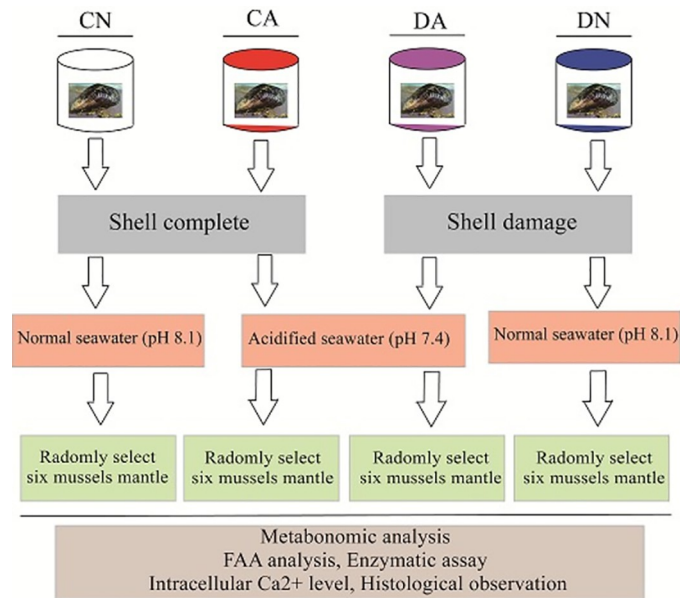 CN
CA
DA
DN
Shell complete
Shell damage
Normal seawater (pH 8.1)
Acidified seawater (pH 7.4)
Normal seawater (pH 8.1)
Radomly select
six mussels mantle
Radomly select
six mussels mantle
Radomly select
six mussels mantle
Radomly select
six mussels mantle
Metabonomic analysis
FAA analysis, Enzymatic assay
Intracellular Ca2+ level, Histological observation